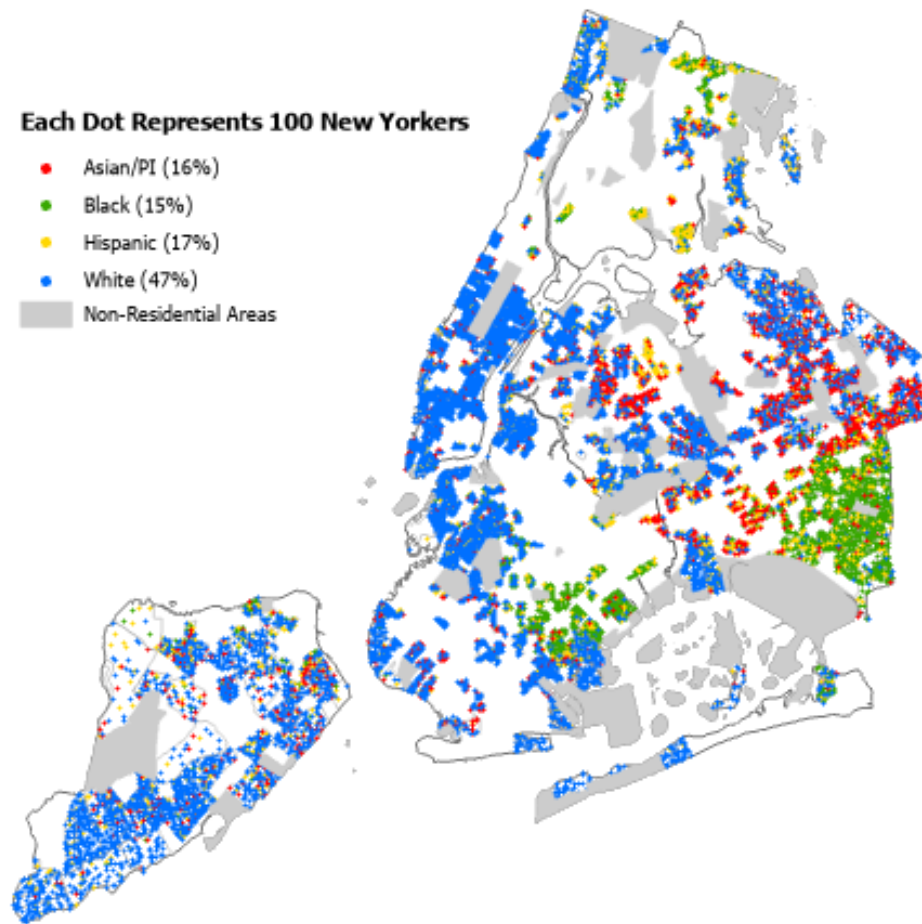 Each Dot Represents 100 New Yorkers
Asian/PI (16%)
Black (15%)
Hispanic (17%)
White (47%)
Non-Residential Areas